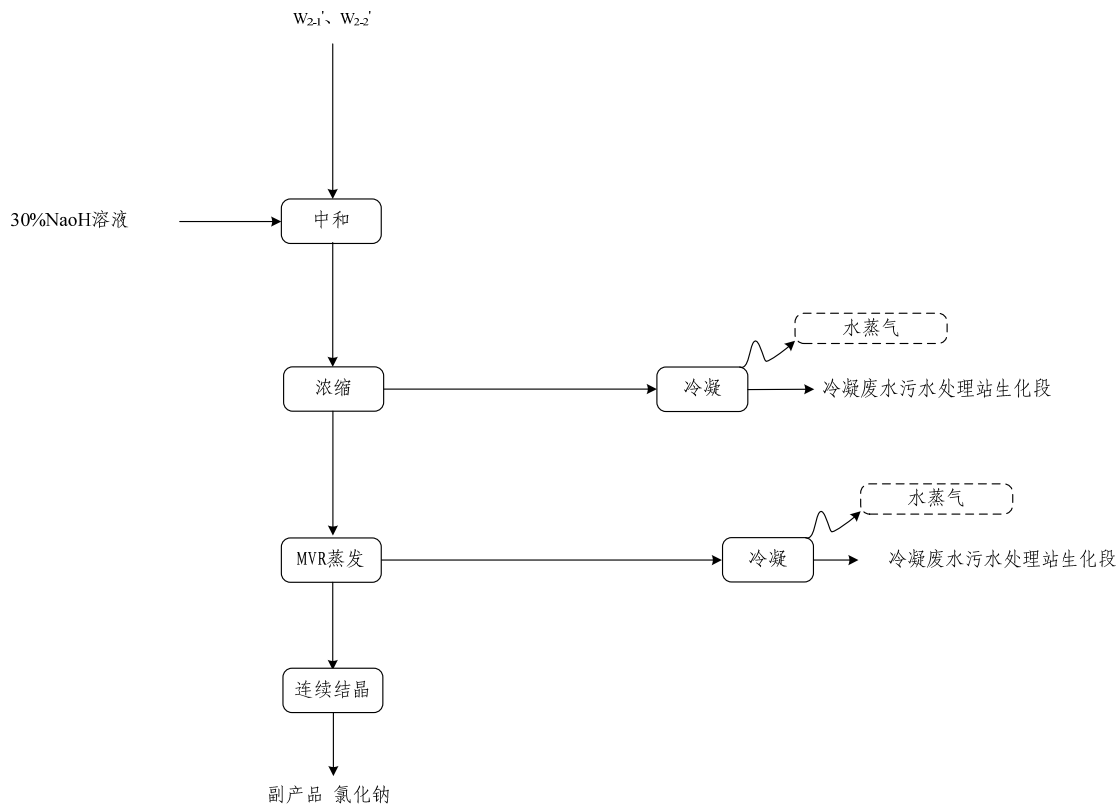 W2-1'、W2-2'
30%NaoH溶液
中和
水蒸气
浓缩
冷凝
冷凝废水污水处理站生化段
水蒸气
MVR蒸发
冷凝
冷凝废水污水处理站生化段
连续结晶
副产品 氯化钠